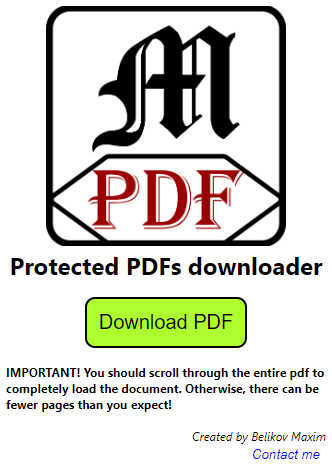 M
PDF
Protected PDFs downloader
Download PDF
IMPORTANT! You should scroll through the entire pdf to
completely load the document. Otherwise, there can be
fewer pages than you expect!
Created by Belikov Maxim
Contact me